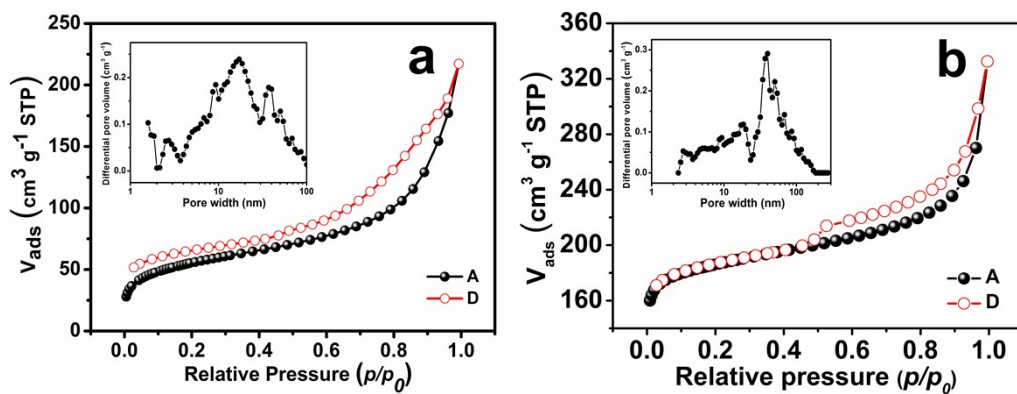 a
V_ads (cm³ g⁻¹ STP)
250
200
150
100
50
0
0.0 0.2 0.4 0.6 0.8 1.0
Relative Pressure (p/p₀)
A
D
Differential pore volume (cm³ g⁻¹)
0.2
0.1
0.0
1 10 100
Pore width (nm)
b
V_ads (cm³ g⁻¹ STP)
360
320
280
240
200
160
0.0 0.2 0.4 0.6 0.8 1.0
Relative pressure (p/p₀)
A
D
Differential pore volume (cm³ g⁻¹)
0.3
0.2
0.1
0.0
1 10 100
Pore width (nm)